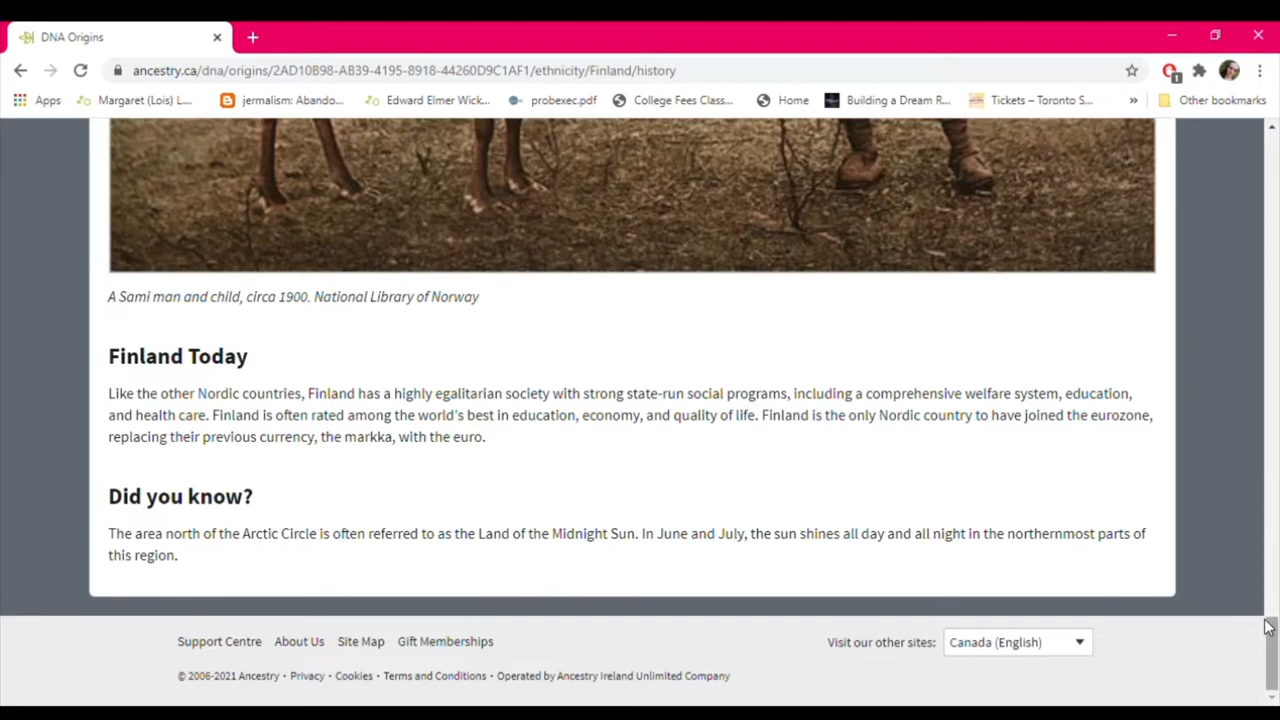 DNA Origins
ancestry.ca/dna/origins/2AD10B98-AB39-4195-8918-44260D9C1AF1/ethnicity/Finland/history
1
Apps Margaret (Lois) L... jermalism: Abando... Edward Elmer Wick... probexec.pdf College Fees Class... Home Building a Dream R... Tickets – Toronto S... » Other bookmarks
A Sami man and child, circa 1900. National Library of Norway
Finland Today
Like the other Nordic countries, Finland has a highly egalitarian society with strong state-run social programs, including a comprehensive welfare system, education,
and health care. Finland is often rated among the world's best in education, economy, and quality of life. Finland is the only Nordic country to have joined the eurozone,
replacing their previous currency, the markka, with the euro.
Did you know?
The area north of the Arctic Circle is often referred to as the Land of the Midnight Sun. In June and July, the sun shines all day and all night in the northernmost parts of
this region.
Support Centre About Us Site Map Gift Memberships Visit our other sites: Canada (English)
© 2006-2021 Ancestry • Privacy • Cookies • Terms and Conditions • Operated by Ancestry Ireland Unlimited Company